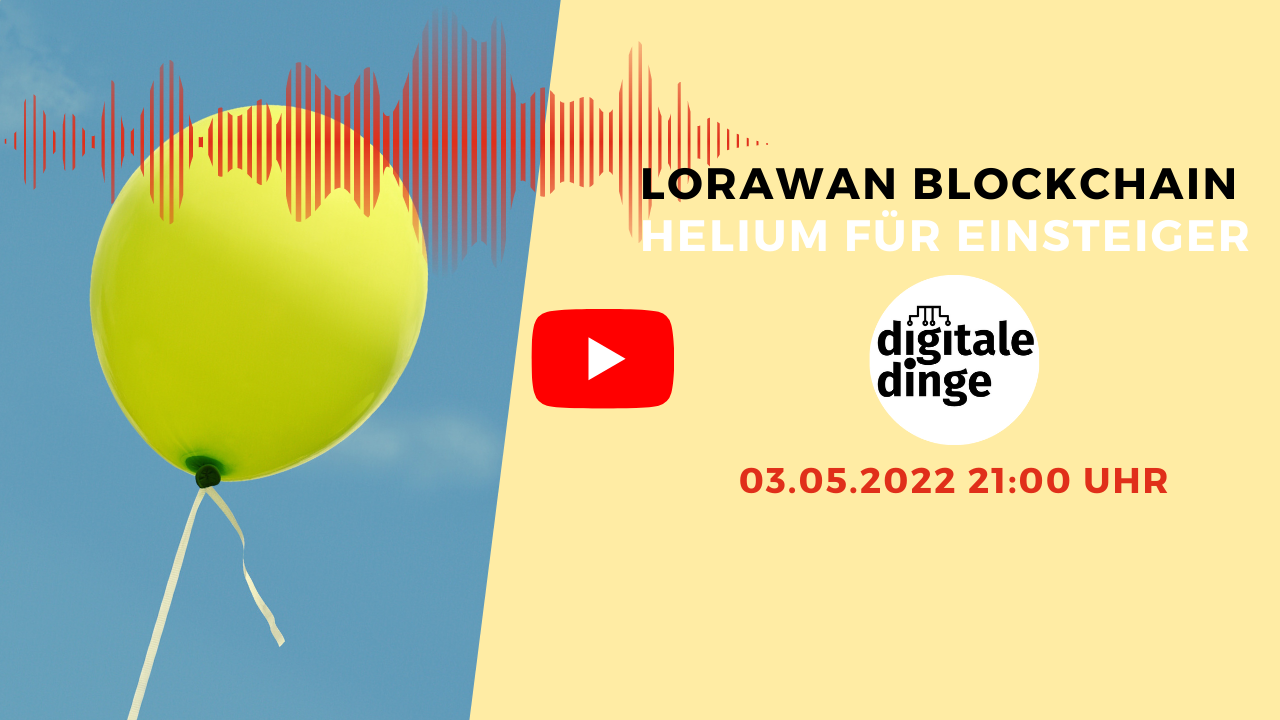 LORAWAN BLOCKCHAIN
HELIUM FÜR EINSTEIGER
digitale
dinge
03.05.2022 21:00 UHR